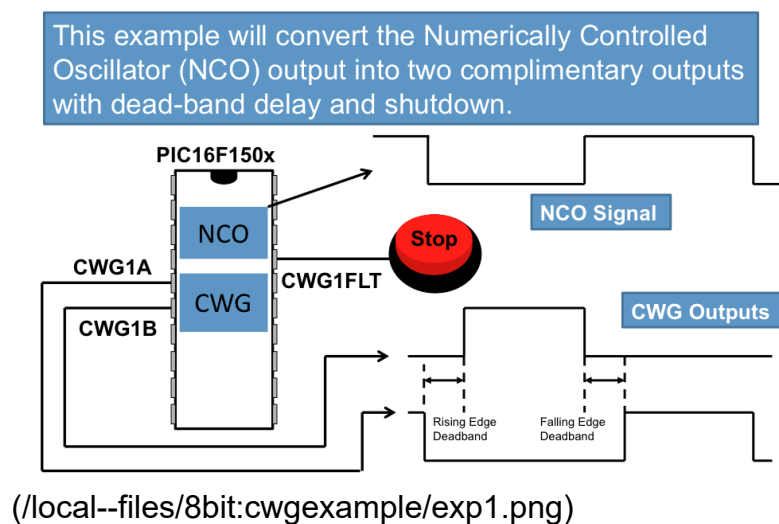 This example will convert the Numerically Controlled
Oscillator (NCO) output into two complimentary outputs
with dead-band delay and shutdown.
PIC16F150x
NCO
NCO Signal
Stop
CWG1A
CWG1FLT
CWG
CWG1B
CWG Outputs
Rising Edge
Deadband
Falling Edge
Deadband
(/local--files/8bit:cwgexample/exp1.png)